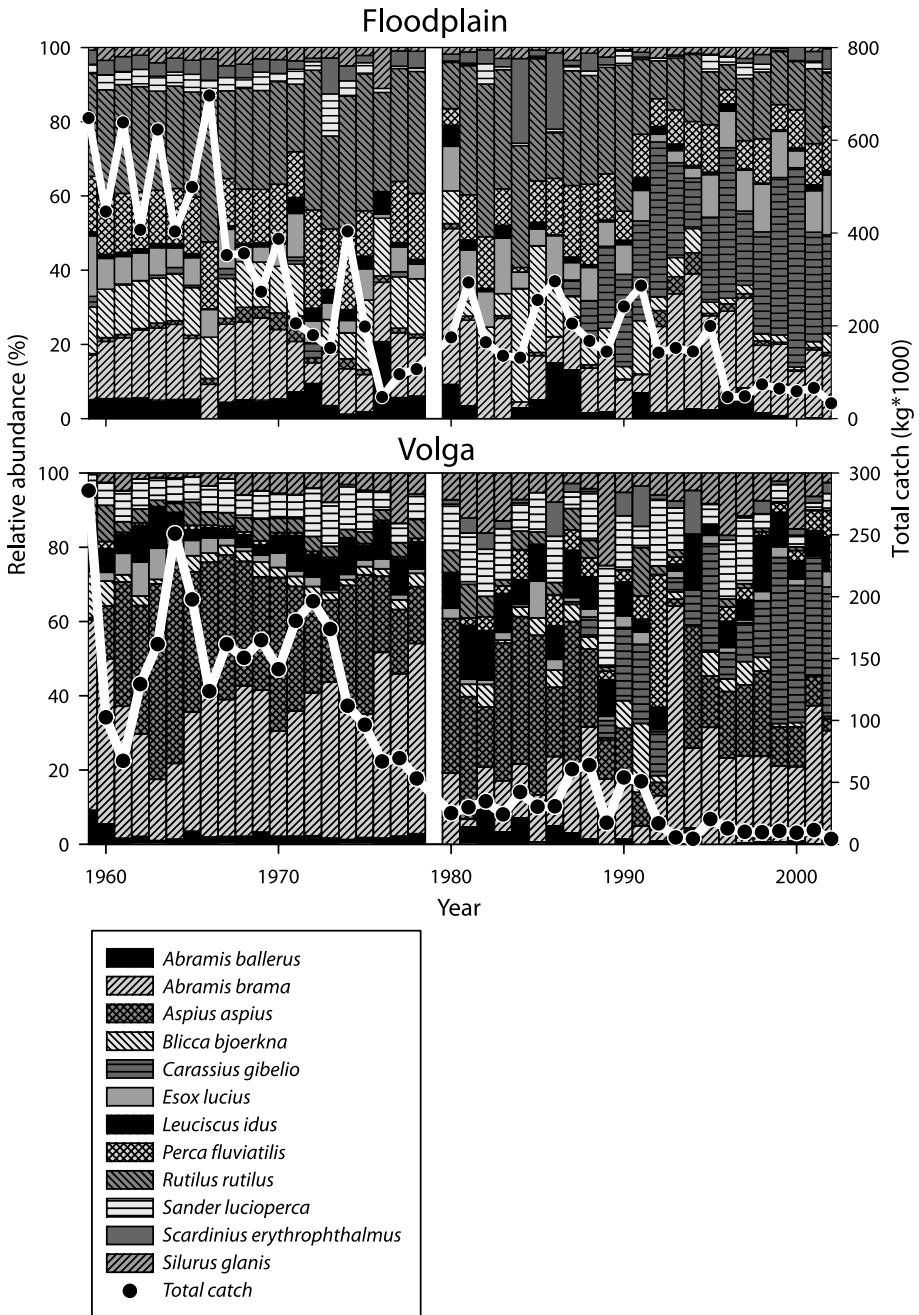 Floodplain
100
80
60
40
20
0
800
600
400
200
0
Volga
100
80
60
40
20
0
300
250
200
150
100
50
0
Relative abundance (%)
Total catch (kg*1000)
1960
1970
1980
1990
2000
Year
Abramis ballerus
Abramis brama
Aspius aspius
Blicca bjoerkna
Carassius gibelio
Esox lucius
Leuciscus idus
Perca fluviatilis
Rutilus rutilus
Sander lucioperca
Scardinius erythrophthalmus
Silurus glanis
Total catch